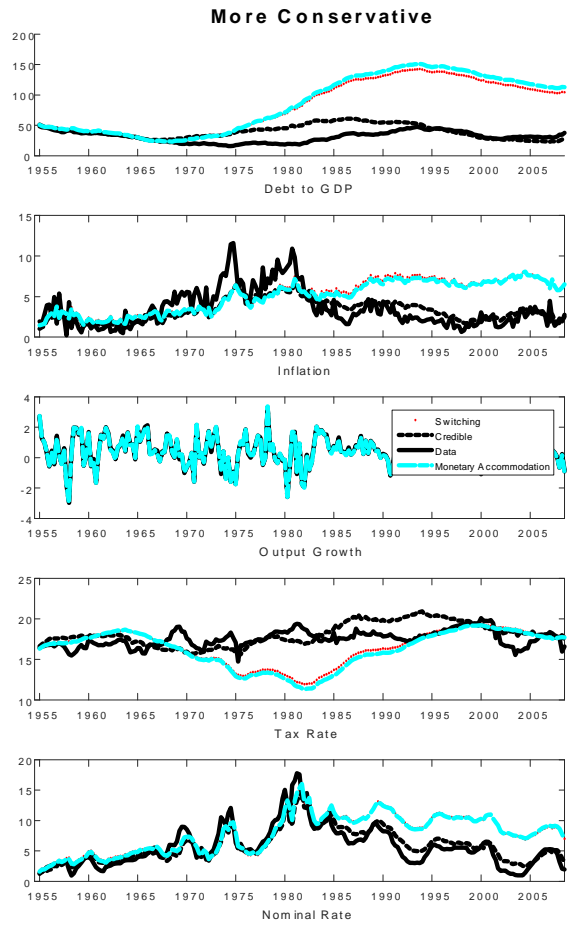 More Conservative
200
150
100
50
0
1955 1960 1965 1970 1975 1980 1985 1990 1995 2000 2005
Debt to GDP
15
10
5
0
1955 1960 1965 1970 1975 1980 1985 1990 1995 2000 2005
Inflation
4
2
0
-2
-4
Switching
Credible
Data
Monetary Accommodation
1955 1960 1965 1970 1975 1980 1985 1990 1995 2000 2005
Output Growth
25
20
15
10
1955 1960 1965 1970 1975 1980 1985 1990 1995 2000 2005
Tax Rate
20
15
10
5
0
1955 1960 1965 1970 1975 1980 1985 1990 1995 2000 2005
Nominal Rate